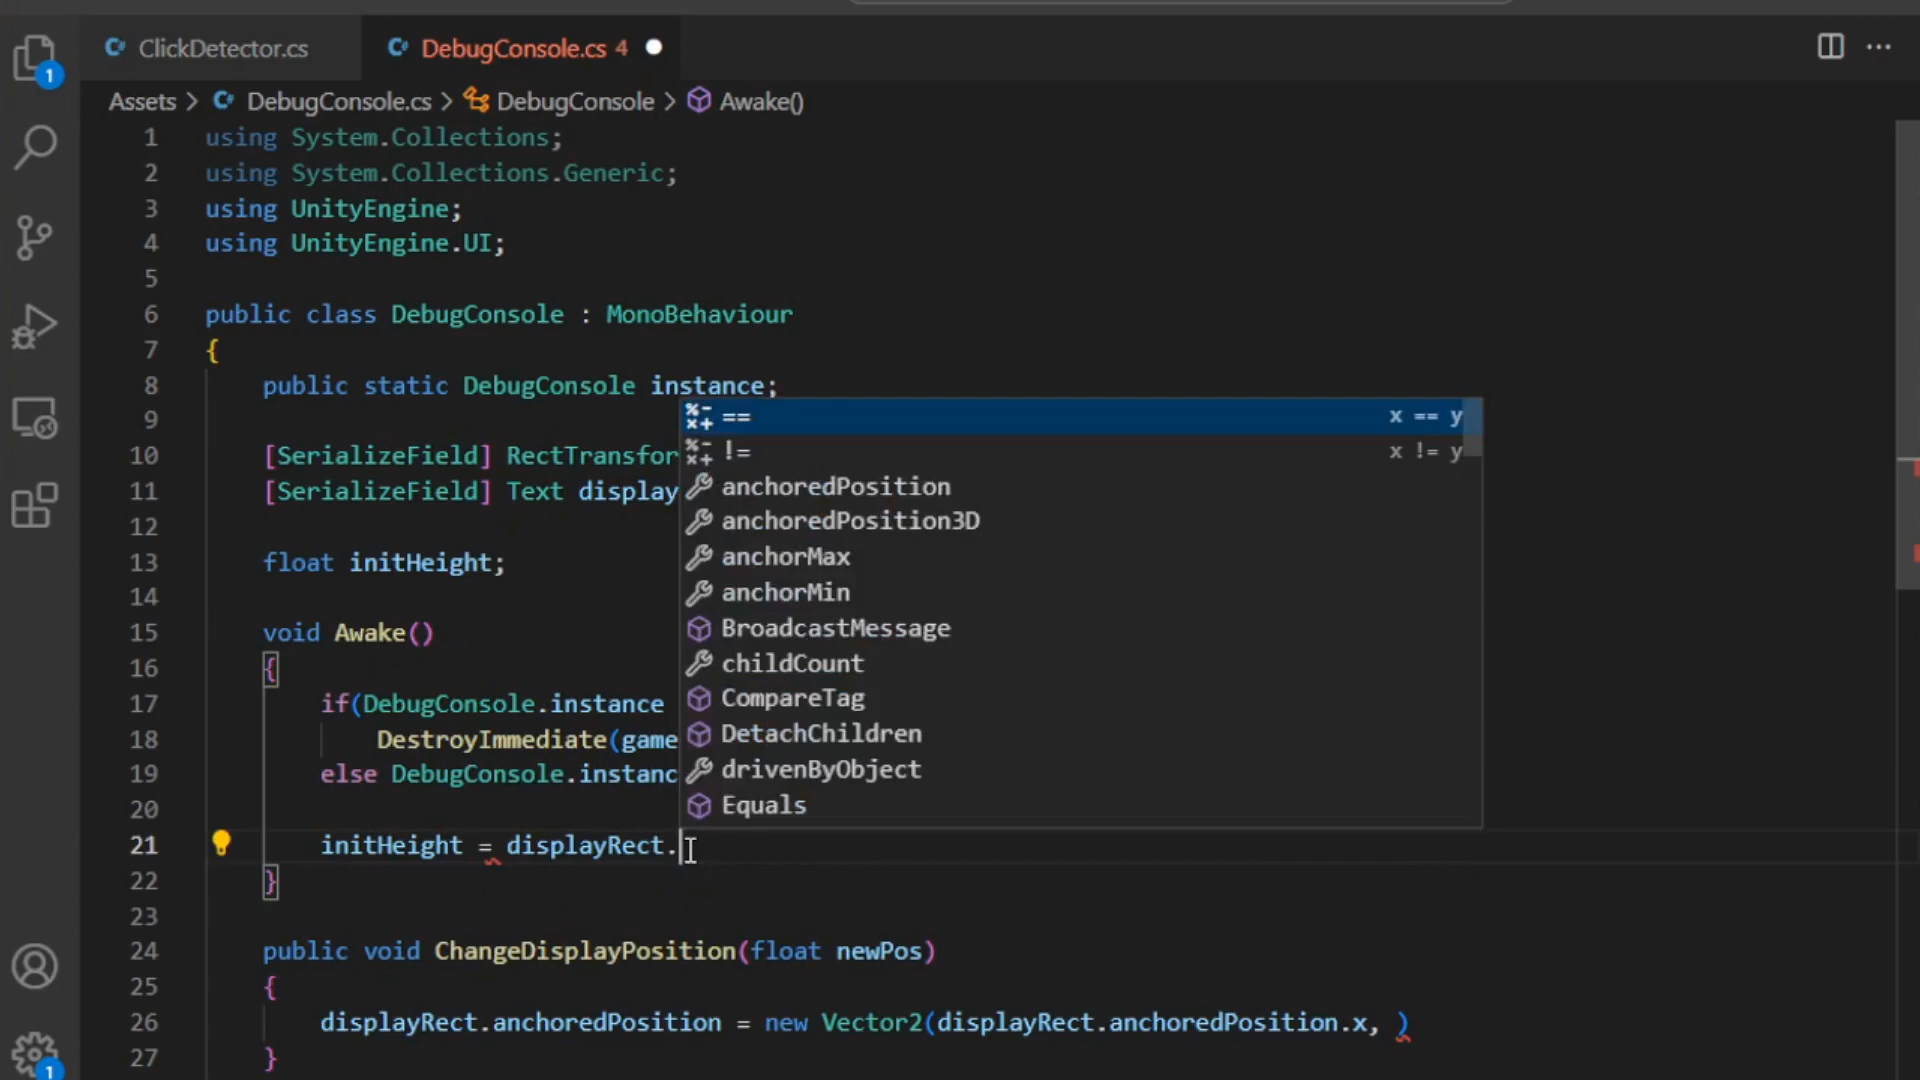 ClickDetector.cs DebugConsole.cs 4
Assets > DebugConsole.cs > DebugConsole > Awake()
1 using System.Collections;
2 using System.Collections.Generic;
3 using UnityEngine;
4 using UnityEngine.UI;
5
6 public class DebugConsole : MonoBehaviour
7 {
8 public static DebugConsole instance;
9
== x == y
10 [SerializeField] RectTransfor
!= x != y
11 [SerializeField] Text display
anchoredPosition
12
anchoredPosition3D
13 float initHeight;
anchorMax
14
anchorMin
15 void Awake()
BroadcastMessage
16 {
childCount
17 if(DebugConsole.instance
CompareTag
18 DestroyImmediate(game
DetachChildren
19 else DebugConsole.instanc
drivenByObject
20
Equals
21 initHeight = displayRect.
22 }
23
24 public void ChangeDisplayPosition(float newPos)
25 {
26 displayRect.anchoredPosition = new Vector2(displayRect.anchoredPosition.x, )
27 }
1
1